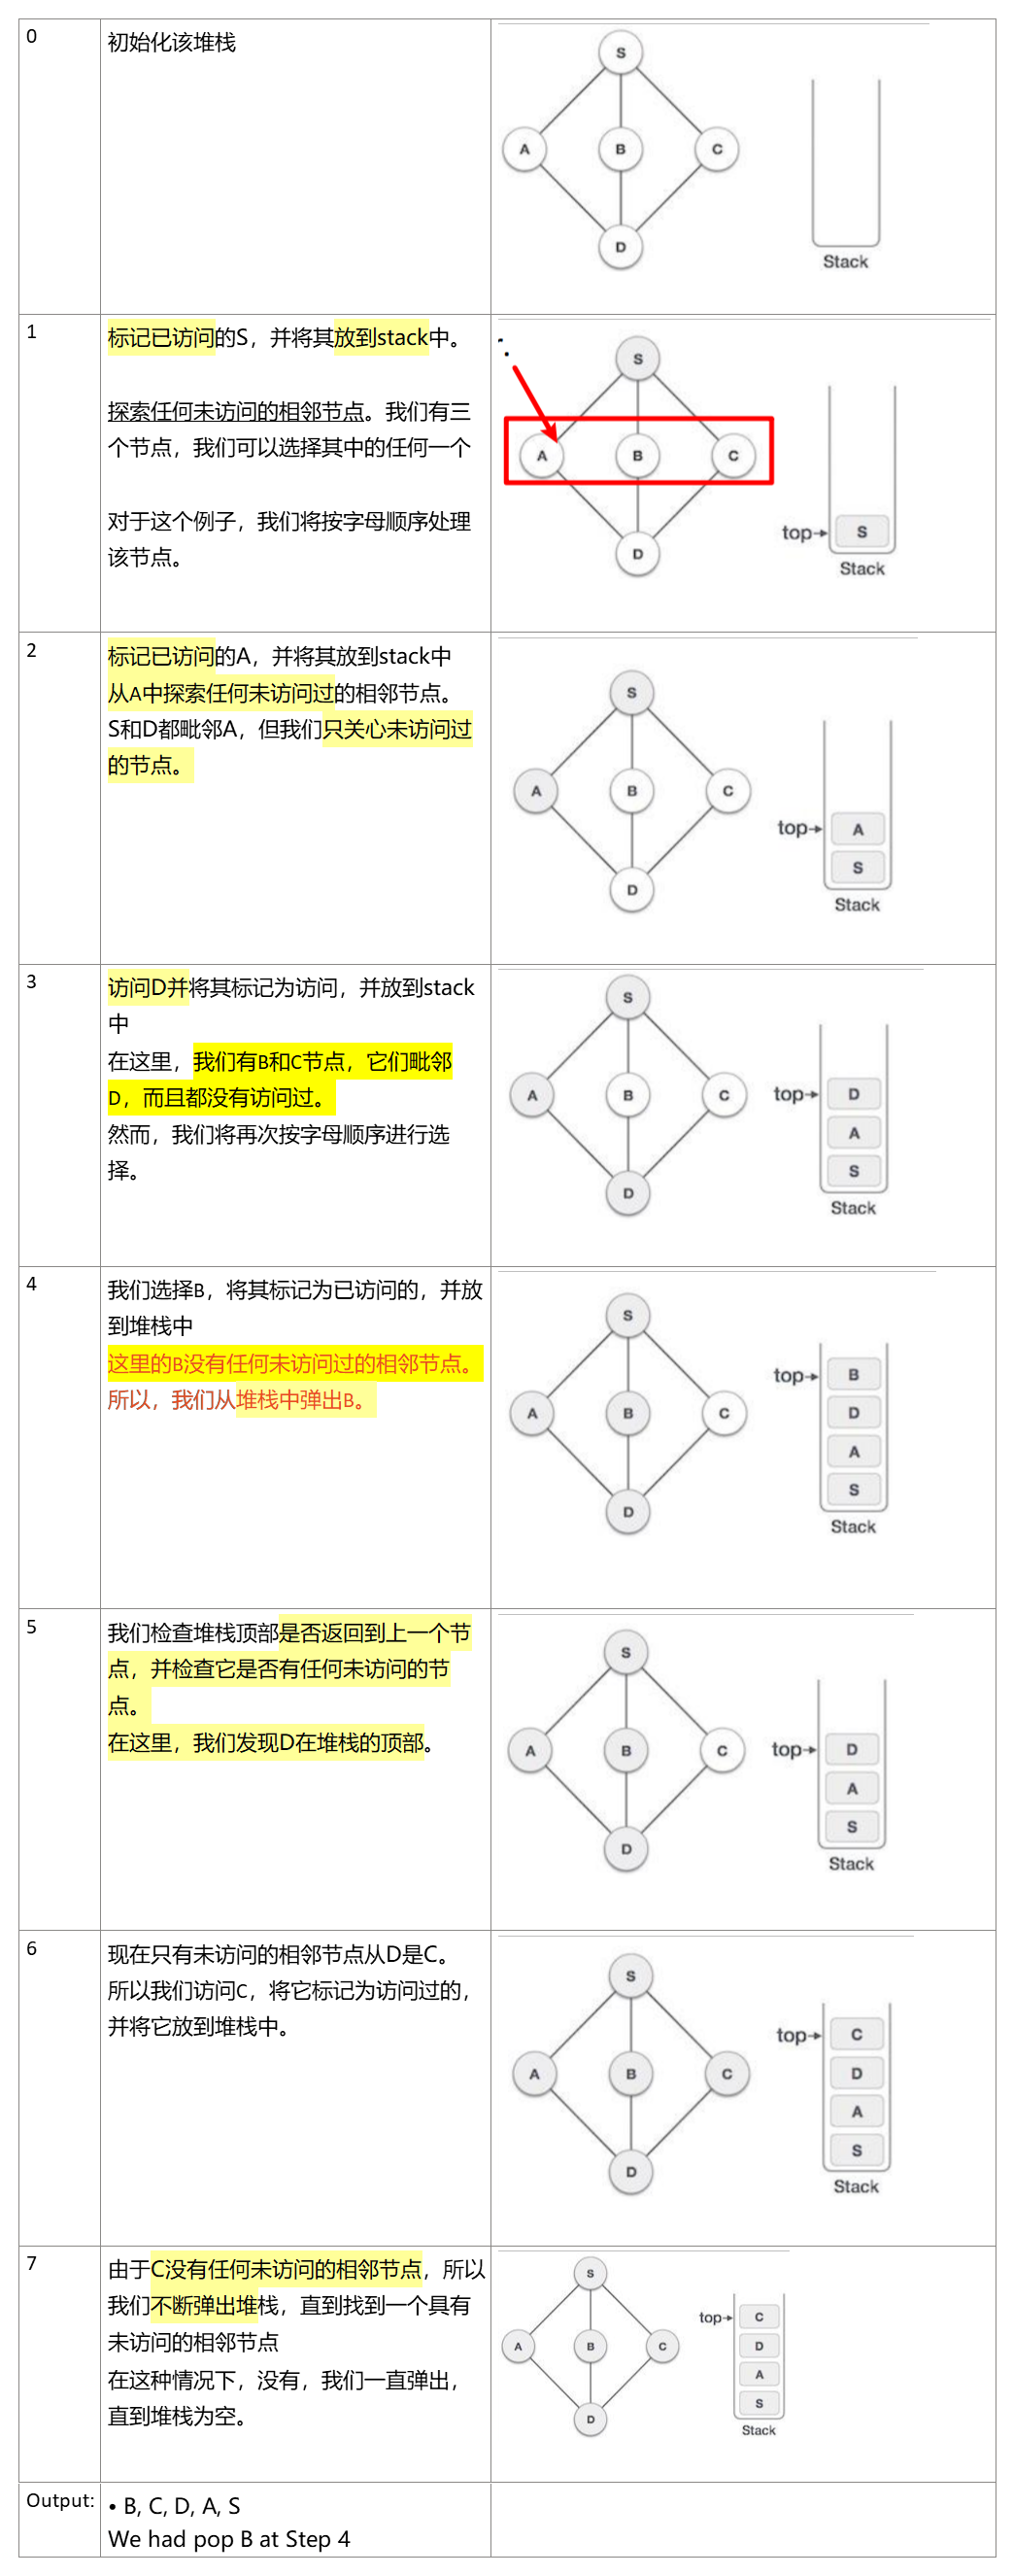 0
初始化该堆栈
S
A
B
C
D
Stack
1
标记已访问的S，并将其放到stack中。
探索任何未访问的相邻节点。我们有三
个节点，我们可以选择其中的任何一个
对于这个例子，我们将按字母顺序处理
该节点。
S
A
B
C
D
top
S
Stack
2
标记已访问的A，并将其放到stack中
从A中探索任何未访问过的相邻节点。
S和D都毗邻A，但我们只关心未访问过
的节点。
S
A
B
C
D
top
A
S
Stack
3
访问D并将其标记为访问，并放到stack
中
在这里，我们有B和C节点，它们毗邻
D，而且都没有访问过。
然而，我们将再次按字母顺序进行选
择。
S
A
B
C
D
top
D
A
S
Stack
4
我们选择B，将其标记为已访问的，并放
到堆栈中
这里的B没有任何未访问过的相邻节点。
所以，我们从堆栈中弹出B。
S
A
B
C
D
top
B
D
A
S
Stack
5
我们检查堆栈顶部是否返回到上一个节
点，并检查它是否有任何未访问的节
点。
在这里，我们发现D在堆栈的顶部。
S
A
B
C
D
top
D
A
S
Stack
6
现在只有未访问的相邻节点从D是C。
所以我们访问C，将它标记为访问过的，
并将它放到堆栈中。
S
A
B
C
D
top
C
D
A
S
Stack
7
由于C没有任何未访问的相邻节点，所以
我们不断弹出堆栈，直到找到一个具有
未访问的相邻节点
在这种情况下，没有，我们一直弹出，
直到堆栈为空。
S
A
B
C
D
top
C
D
A
S
Stack
Output:
• B, C, D, A, S
We had pop B at Step 4